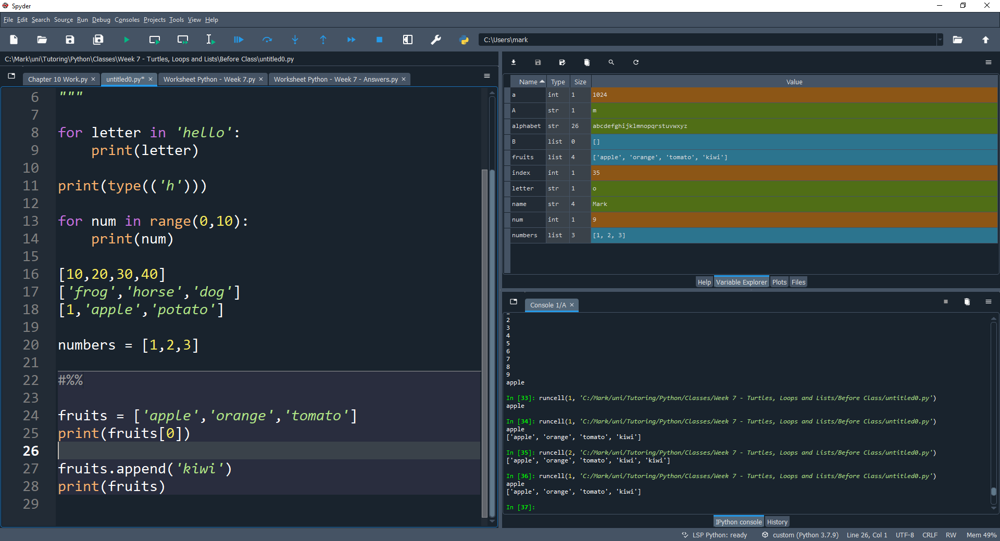 Spyder
File Edit Search Source Run Debug Consoles Projects Tools View Help
C:\Users\mark
C:\Mark\uni\Tutoring\Python\Classes\Week 7 - Turtles, Loops and Lists\Before Class\untitled0.py
Chapter 10 Work.py untitled0.py* Worksheet Python - Week 7.py Worksheet Python - Week 7 - Answers.py
6 """
7
8 for letter in 'hello':
9     print(letter)
10
11 print(type(('h')))
12
13 for num in range(0,10):
14     print(num)
15
16 [10,20,30,40]
17 ['frog','horse','dog']
18 [1,'apple','potato']
19
20 numbers = [1,2,3]
21
22 #%%
23
24 fruits = ['apple','orange','tomato']
25 print(fruits[0])
26
27 fruits.append('kiwi')
28 print(fruits)
29
Name Type Size Value
a int 1 1024
A str 1 m
alphabet str 26 abcdefghijklmnopqrstuvwxyz
B list 0 []
fruits list 4 ['apple', 'orange', 'tomato', 'kiwi']
index int 1 35
letter str 1 o
name str 4 Mark
num int 1 9
numbers list 3 [1, 2, 3]
Help Variable Explorer Plots Files
Console 1/A
2
3
4
5
6
7
8
9
apple
In [33]: runcell(1, 'C:/Mark/uni/Tutoring/Python/Classes/Week 7 - Turtles, Loops and Lists/Before Class/untitled0.py')
apple
In [34]: runcell(1, 'C:/Mark/uni/Tutoring/Python/Classes/Week 7 - Turtles, Loops and Lists/Before Class/untitled0.py')
apple
['apple', 'orange', 'tomato', 'kiwi']
In [35]: runcell(2, 'C:/Mark/uni/Tutoring/Python/Classes/Week 7 - Turtles, Loops and Lists/Before Class/untitled0.py')
['apple', 'orange', 'tomato', 'kiwi', 'kiwi']
In [36]: runcell(1, 'C:/Mark/uni/Tutoring/Python/Classes/Week 7 - Turtles, Loops and Lists/Before Class/untitled0.py')
apple
['apple', 'orange', 'tomato', 'kiwi']
In [37]:
IPython console History
LSP Python: ready custom (Python 3.7.9) Line 26, Col 1 UTF-8 CRLF RW Mem 49%